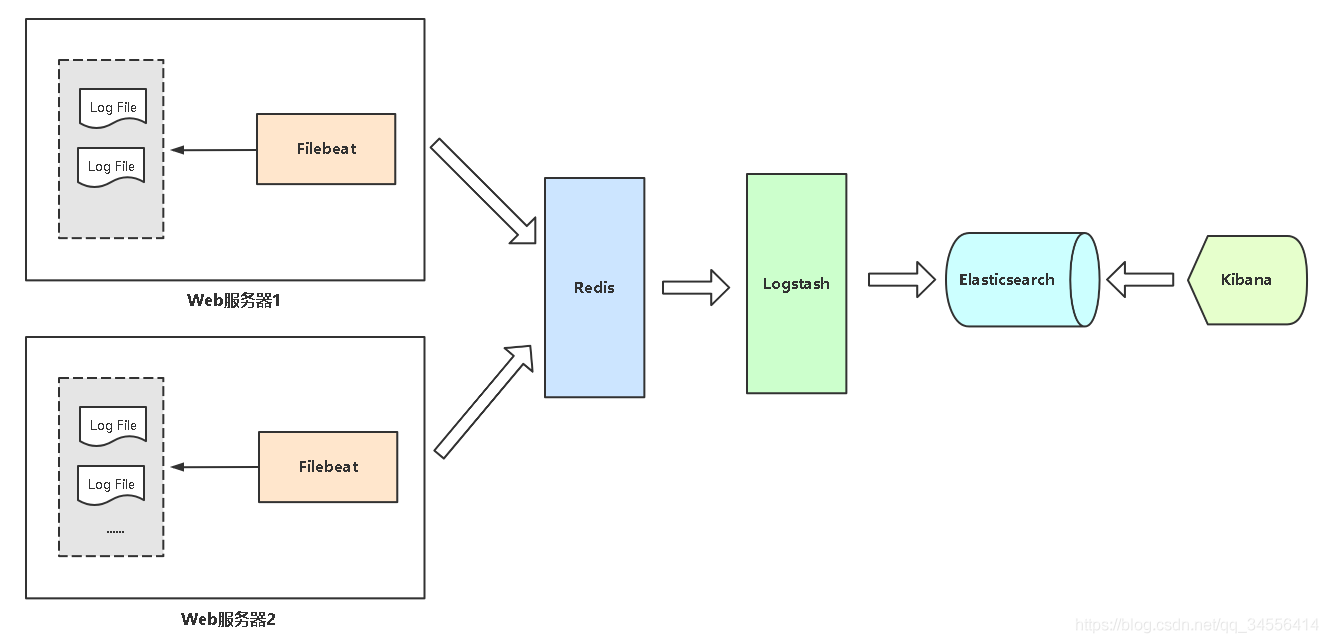 Log File
Log File
Filebeat
Web服务器1
Log File
Log File
......
Filebeat
Web服务器2
Redis
Logstash
Elasticsearch
Kibana
https://blog.csdn.net/qq_34556414